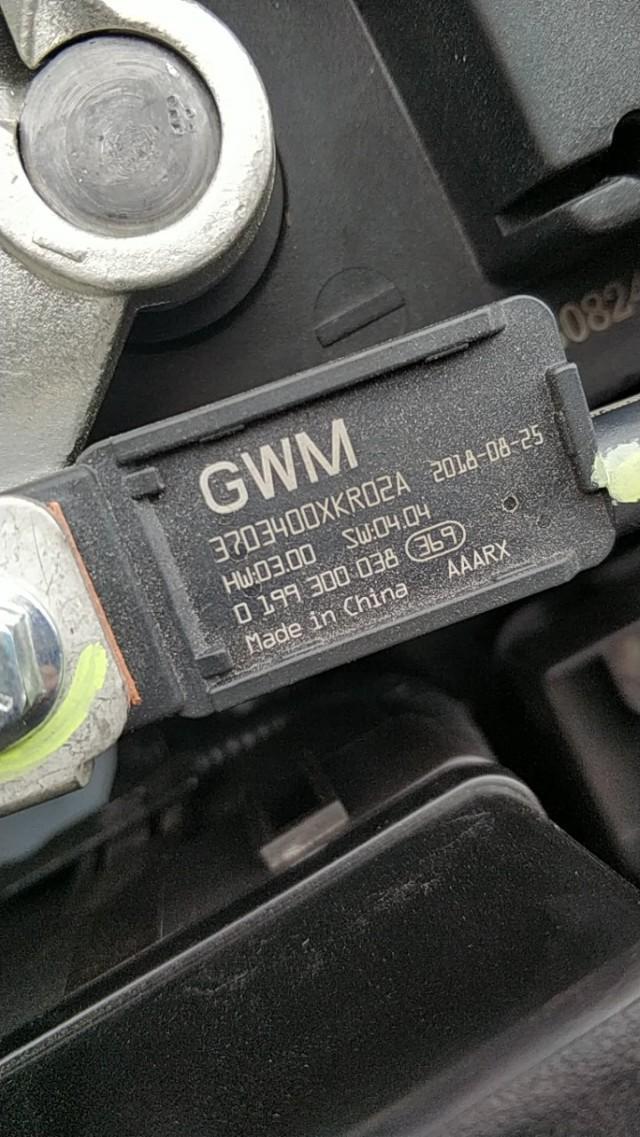 GWM
3703400XKR02A 2018-08-25
HW:03.00 SW:04.04
0 199 300 038 369
Made in China AAARX